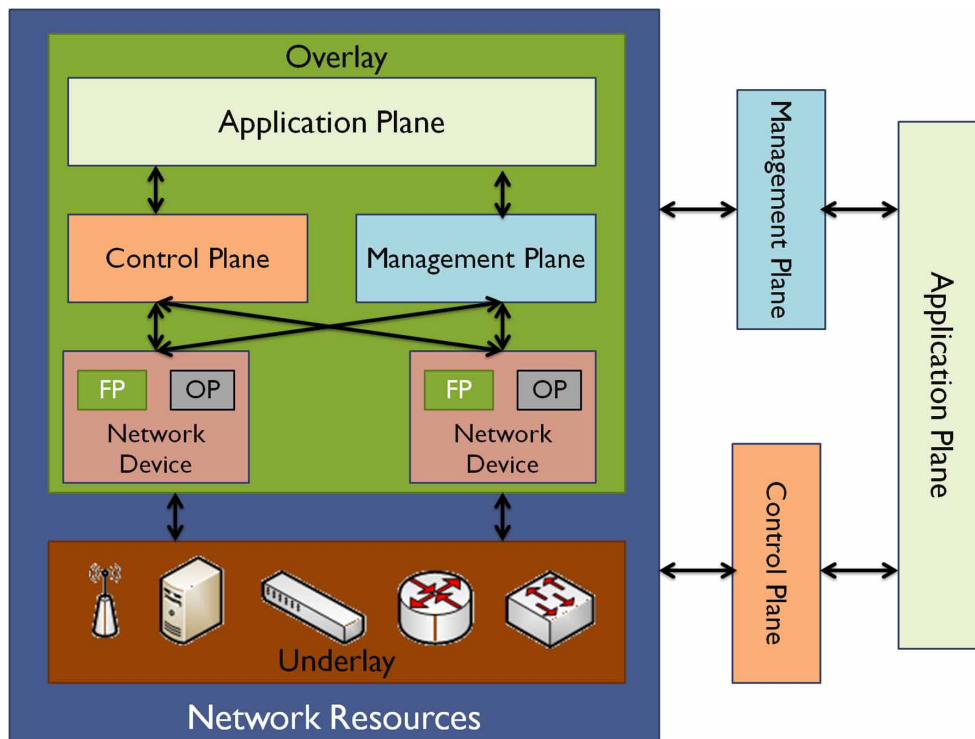 Overlay
Application Plane
Control Plane
Management Plane
FP
OP
Network
Device
FP
OP
Network
Device
Underlay
Network Resources
Management Plane
Control Plane
Application Plane